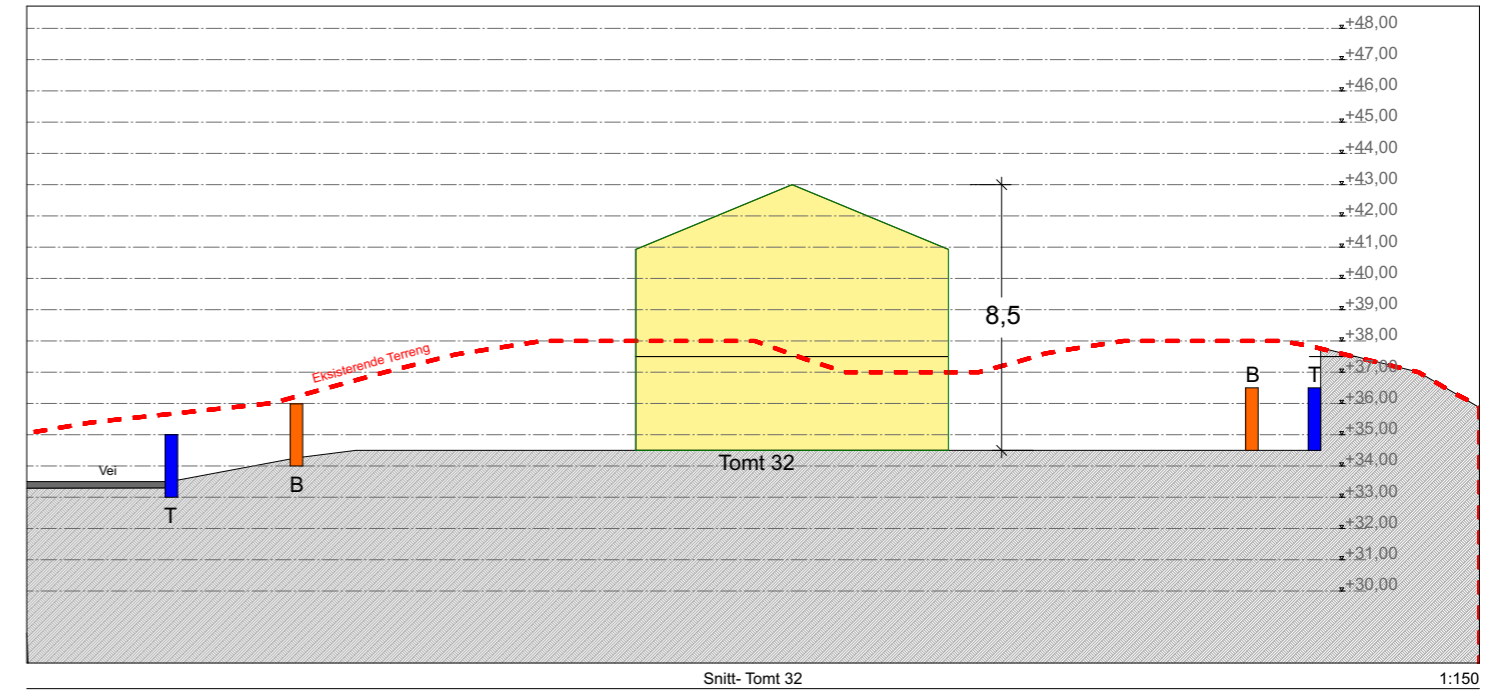 +48,00
+47,00
+46,00
+45,00
+44,00
+43,00
+42,00
+41,00
+40,00
+39,00
8,5
+38,00
Eksisterende Terreng
+37,00
B
T
+36,00
+35,00
Tomt 32
+34,00
Vei
B
+33,00
T
+32,00
+31,00
+30,00
Snitt- Tomt 32
1:150